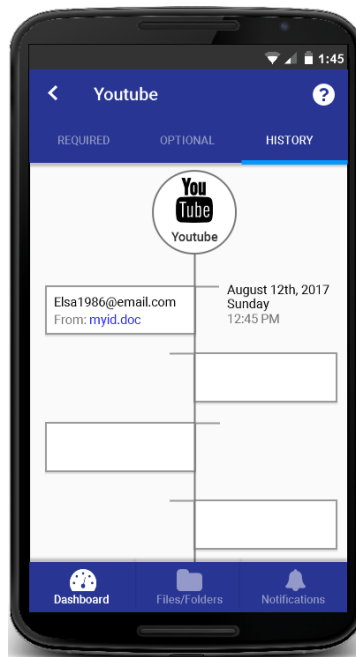 1:45
Youtube
?
REQUIRED OPTIONAL HISTORY
You
Tube
Youtube
Elsa1986@email.com
From: myid.doc
August 12th, 2017
Sunday
12:45 PM
Dashboard Files/Folders Notifications